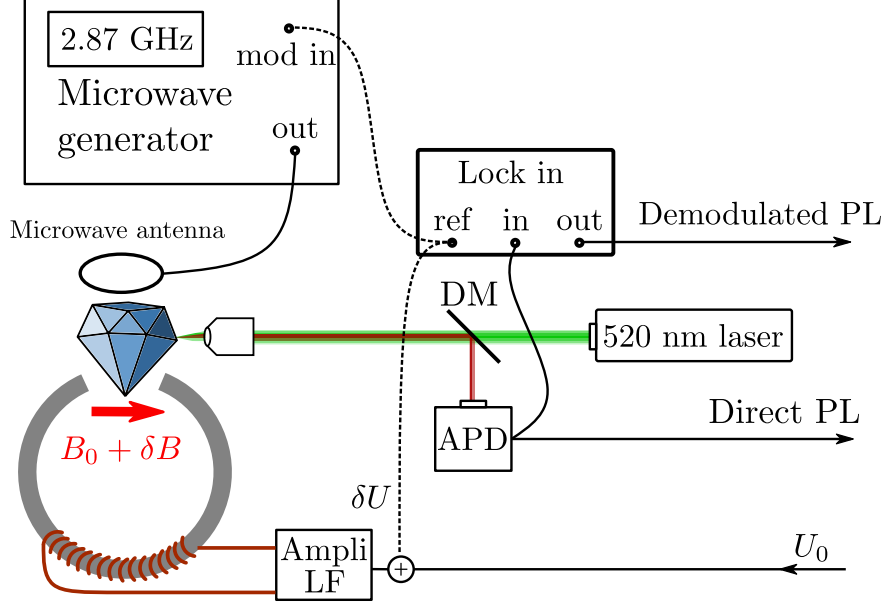 2.87 GHz
mod in
Microwave
generator
out
Lock in
ref in out
Demodulated PL
Microwave antenna
DM
520 nm laser
Direct PL
APD
B₀ + δB
δU
Ampli
LF
+
U₀